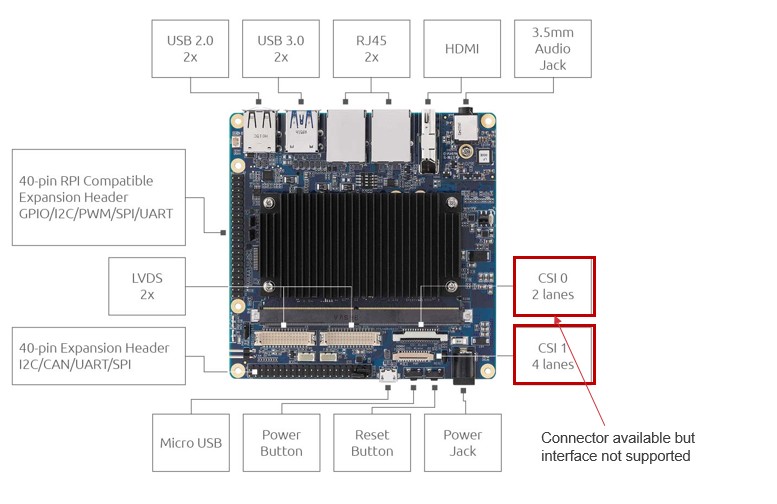 USB 2.0
2x
USB 3.0
2x
RJ45
2x
HDMI
3.5mm
Audio
Jack
40-pin RPI Compatible
Expansion Header
GPIO/I2C/PWM/SPI/UART
LVDS
2x
CSI 0
2 lanes
40-pin Expansion Header
I2C/CAN/UART/SPI
CSI 1
4 lanes
Micro USB
Power
Button
Reset
Button
Power
Jack
Connector available but
interface not supported